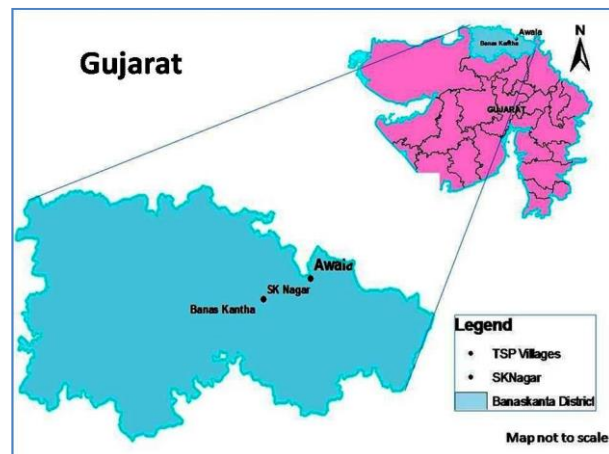 Gujarat
Awala
Banas Kantha
N
GUJARAT
Awala
SK Nagar
Banas Kantha
Legend
TSP Villages
SKNagar
Banaskanta District
Map not to scale